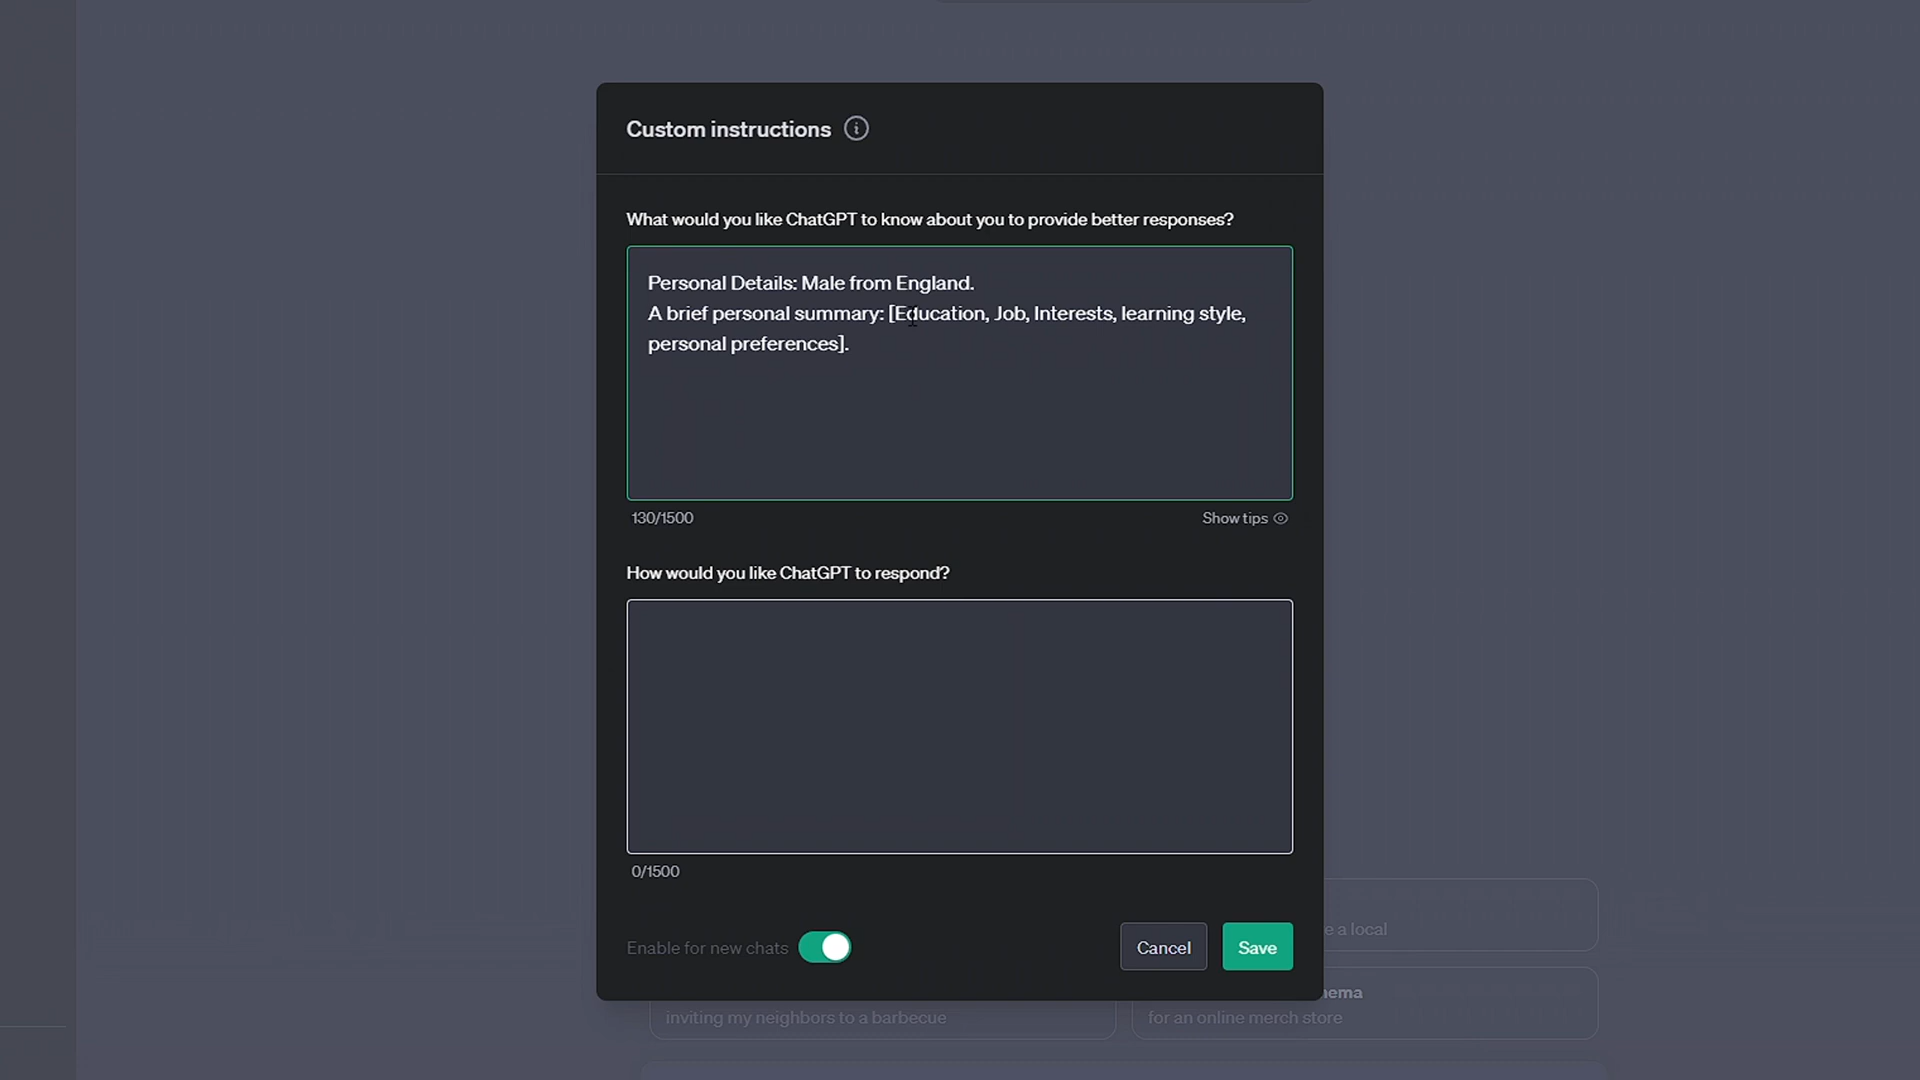 Custom instructions
What would you like ChatGPT to know about you to provide better responses?
Personal Details: Male from England.
A brief personal summary: [Education, Job, Interests, learning style,
personal preferences].
130/1500
Show tips
How would you like ChatGPT to respond?
0/1500
Enable for new chats
Cancel
Save
a local
inviting my neighbors to a barbecue
for an online merch store